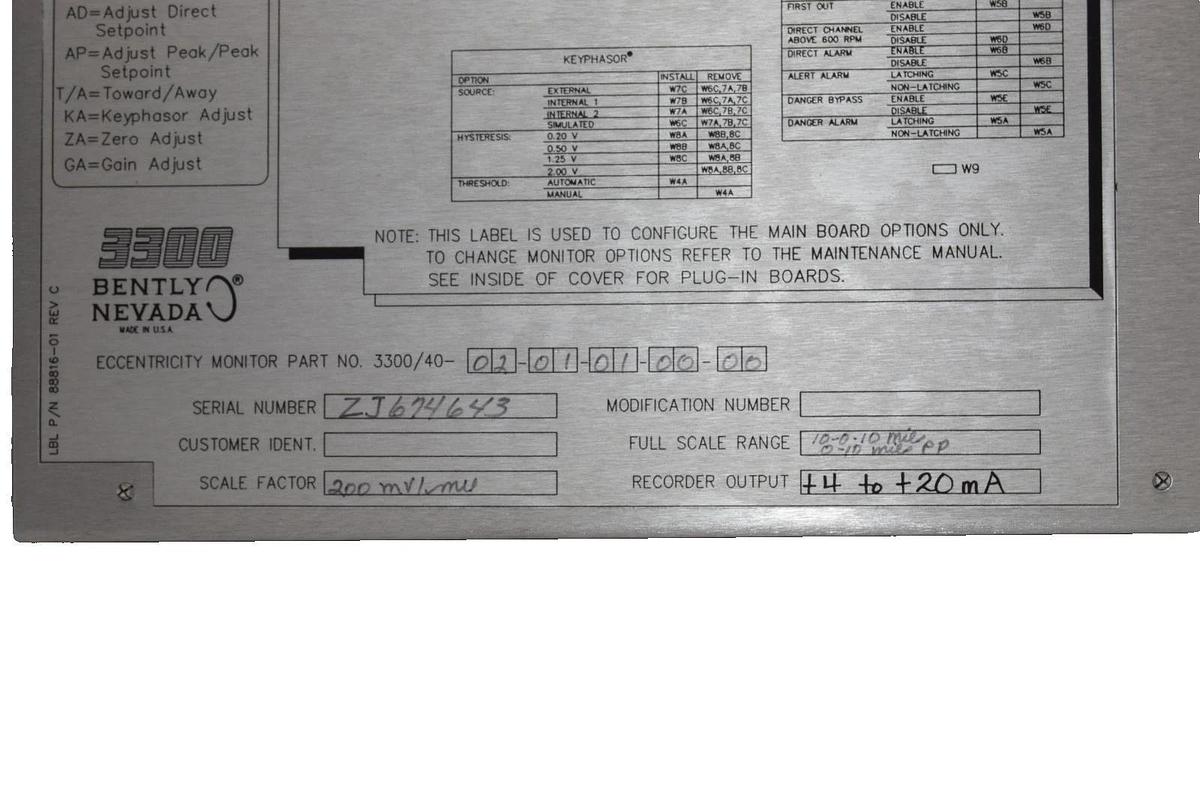 AD=Adjust Direct
Setpoint
AP=Adjust Peak/Peak
Setpoint
T/A=Toward/Away
KA=Keyphasor Adjust
ZA=Zero Adjust
GA=Gain Adjust
KEYPHASOR®
OPTION INSTALL REMOVE
SOURCE: EXTERNAL W7C W6C,7A,7B
INTERNAL 1 W7B W6C,7A,7C
INTERNAL 2 W7A W6C,7B,7C
SIMULATED W6C W7A,7B,7C
HYSTERESIS: 0.20 V W8A W8B,8C
0.50 V W8B W8A,8C
1.25 V W8C W8A,8B
2.00 V W8A,8B,8C
THRESHOLD: AUTOMATIC W4A
MANUAL W4A
FIRST OUT ENABLE W5B
DISABLE W5B
DIRECT CHANNEL ENABLE W6D
ABOVE 600 RPM DISABLE W6D
DIRECT ALARM ENABLE W6B
DISABLE W6B
ALERT ALARM LATCHING W5C
NON-LATCHING W5C
DANGER BYPASS ENABLE W5E
DISABLE W5E
DANGER ALARM LATCHING W5A
NON-LATCHING W5A
W9
NOTE: THIS LABEL IS USED TO CONFIGURE THE MAIN BOARD OPTIONS ONLY.
TO CHANGE MONITOR OPTIONS REFER TO THE MAINTENANCE MANUAL.
SEE INSIDE OF COVER FOR PLUG-IN BOARDS.
3300
BENTLY
NEVADA®
MADE IN U.S.A.
LBL P/N 88816-01 REV C
ECCENTRICITY MONITOR PART NO. 3300/40- 02-01-01-00-00
SERIAL NUMBER ZJ674643
MODIFICATION NUMBER
CUSTOMER IDENT.
FULL SCALE RANGE 10-0-10 mils
0-10 mils PP
SCALE FACTOR 200 mV/mil
RECORDER OUTPUT +4 to +20 mA